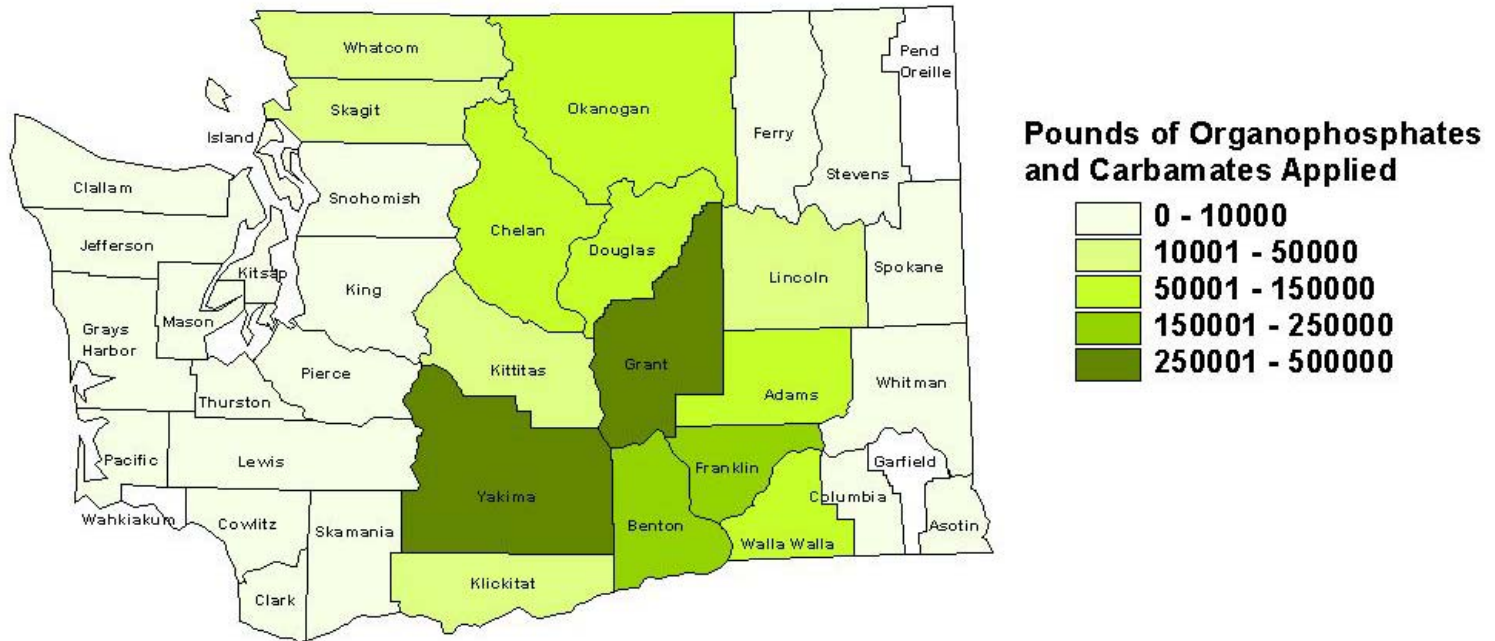 Whatcom
Pend
Oreille
Skagit
Okanogan
Island
Ferry
Stevens
Clallam
Snohomish
Jefferson
Chelan
Douglas
Kitsap
King
Lincoln
Spokane
Mason
Grays
Harbor
Kittitas
Grant
Pierce
Whitman
Thurston
Adams
Pacific
Lewis
Franklin
Garfield
Yakima
Columbia
Wahkiakum
Cowlitz
Skamania
Benton
Asotin
Walla Walla
Klickitat
Clark
Pounds of Organophosphates
and Carbamates Applied
0 - 10000
10001 - 50000
50001 - 150000
150001 - 250000
250001 - 500000